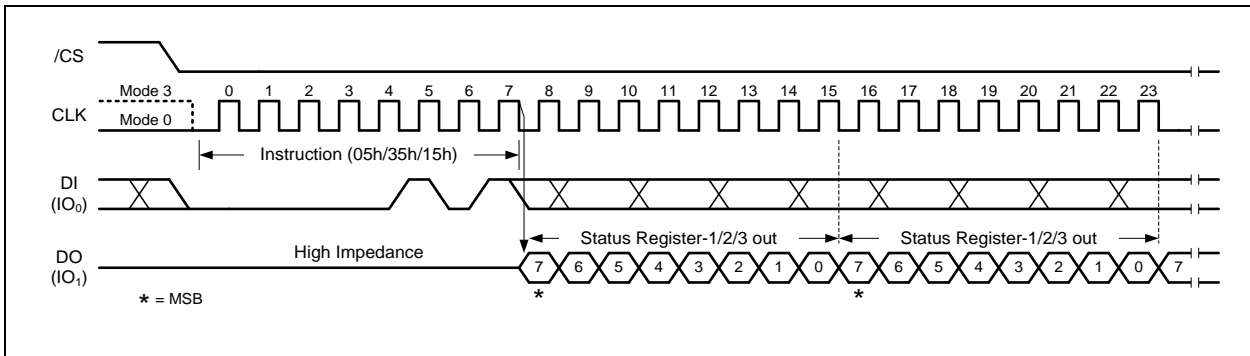 /CS
Mode 3
0 1 2 3 4 5 6 7 8 9 10 11 12 13 14 15 16 17 18 19 20 21 22 23
CLK
Mode 0
Instruction (05h/35h/15h)
DI
(IO₀)
Status Register-1/2/3 out Status Register-1/2/3 out
High Impedance
DO
(IO₁)
7 6 5 4 3 2 1 0 7 6 5 4 3 2 1 0 7
* *
* = MSB